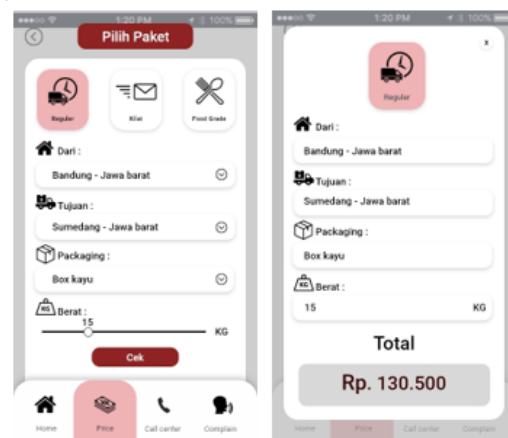 1:20 PM
100%
Pilih Paket
Reguler
Kilat
Food Grade
Dari :
Bandung - Jawa barat
Tujuan :
Sumedang - Jawa barat
Packaging :
Box kayu
KG
Berat :
15
KG
Cek
Home
Price
Call center
Complain
1:20 PM
100%
x
Reguler
Dari :
Bandung - Jawa barat
Tujuan :
Sumedang - Jawa barat
Packaging :
Box kayu
KG
Berat :
15 KG
Total
Rp. 130.500
Home
Price
Call center
Complain